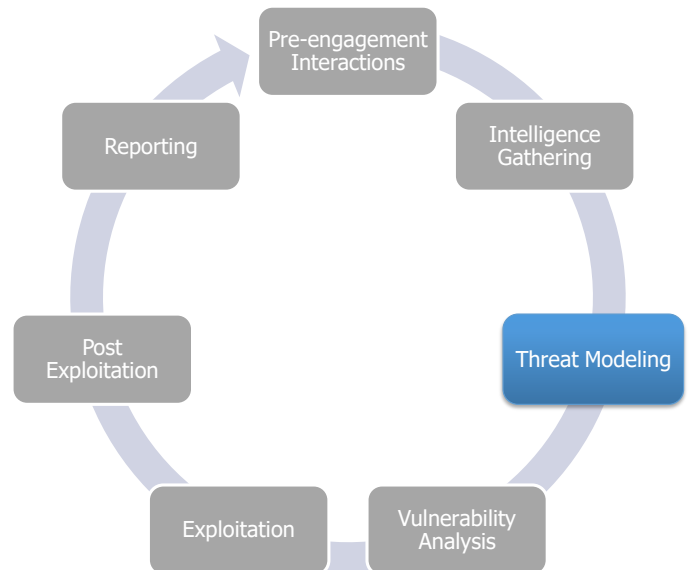 Pre-engagement
Interactions
Intelligence
Gathering
Threat Modeling
Vulnerability
Analysis
Exploitation
Post
Exploitation
Reporting